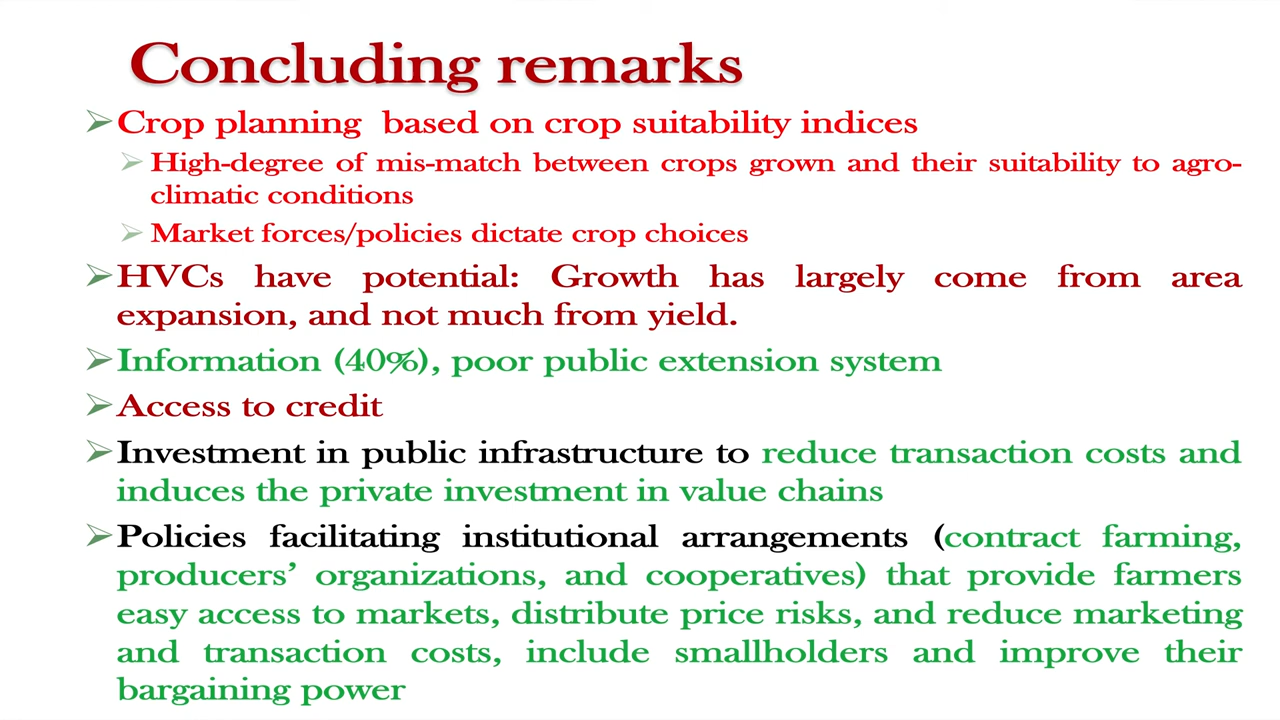 Concluding remarks
Crop planning based on crop suitability indices
High-degree of mis-match between crops grown and their suitability to agro-
climatic conditions
Market forces/policies dictate crop choices
HVCs have potential: Growth has largely come from area
expansion, and not much from yield.
Information (40%), poor public extension system
Access to credit
Investment in public infrastructure to reduce transaction costs and
induces the private investment in value chains
Policies facilitating institutional arrangements (contract farming,
producers’ organizations, and cooperatives) that provide farmers
easy access to markets, distribute price risks, and reduce marketing
and transaction costs, include smallholders and improve their
bargaining power